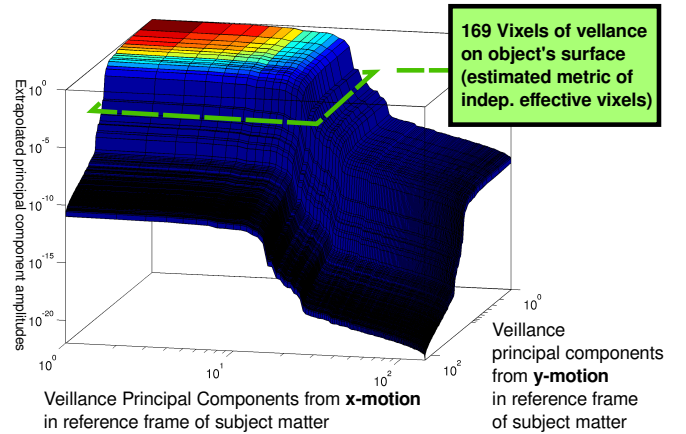 169 Vixels of vellance
on object's surface
(estimated metric of
indep. effective vixels)
Extrapolated principal component amplitudes
10^0
10^-5
10^-10
10^-15
10^-20
10^0
10^1
10^2
10^2
10^0
Veillance Principal Components from x-motion
in reference frame of subject matter
Veillance
principal components
from y-motion
in reference frame
of subject matter